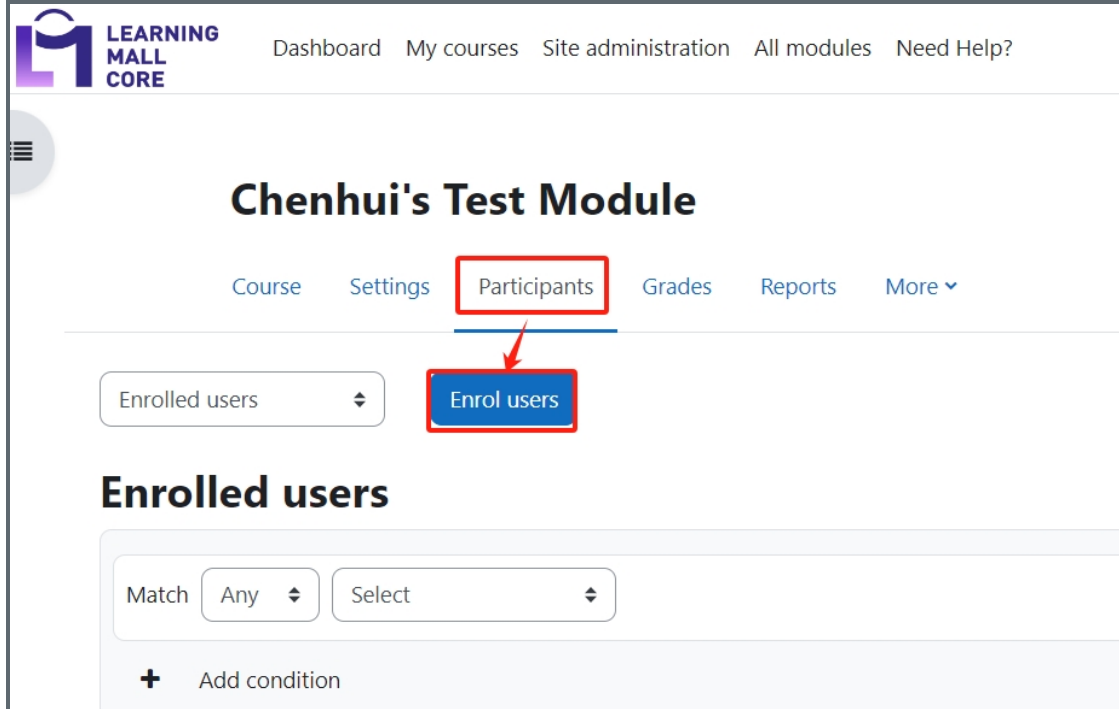 LEARNING
MALL
CORE
Dashboard My courses Site administration All modules Need Help?
Chenhui's Test Module
Course Settings Participants Grades Reports More
Enrolled users Enrol users
Enrolled users
Match Any Select
Add condition